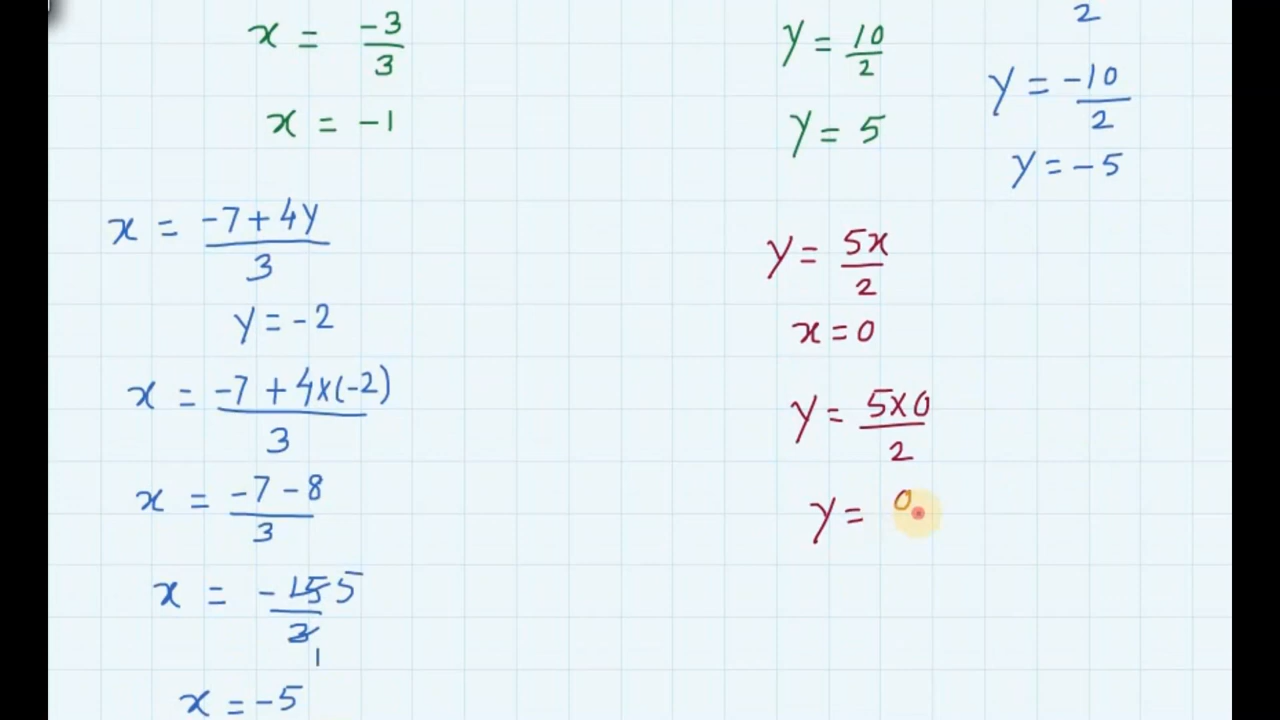 x = -3/3
x = -1
x = -7+4y/3
y = -2
x = -7+4x(-2)/3
x = -7-8/3
x = -15 5/3 1
x = -5
y = 10/2
y = 5
2
y = -10/2
y = -5
y = 5x/2
x = 0
y = 5x0/2
y = 0